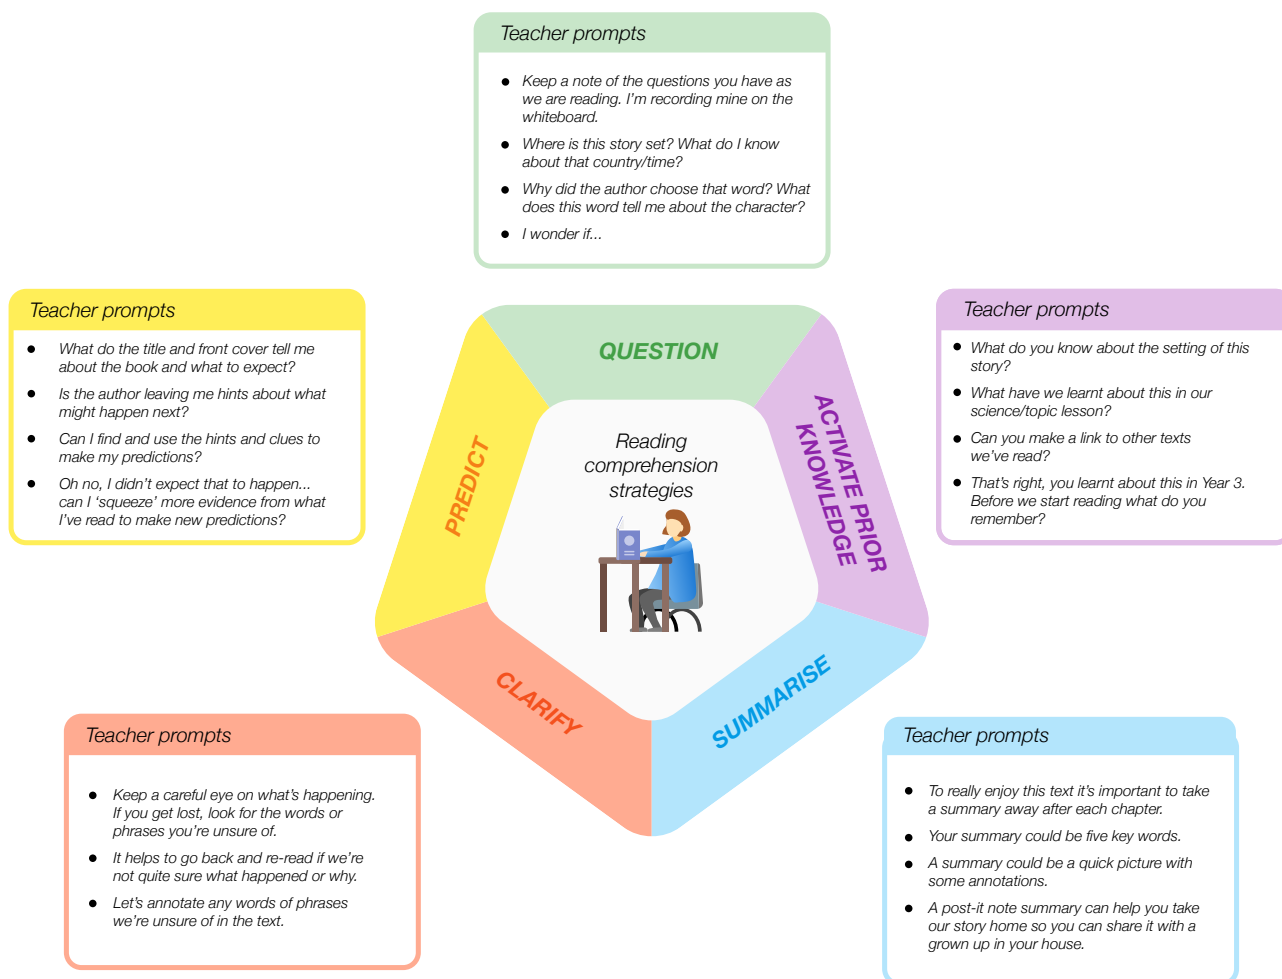 Teacher prompts
● Keep a note of the questions you have as
we are reading. I'm recording mine on the
whiteboard.
● Where is this story set? What do I know
about that country/time?
● Why did the author choose that word? What
does this word tell me about the character?
● I wonder if...
Teacher prompts
● What do the title and front cover tell me
about the book and what to expect?
● Is the author leaving me hints about what
might happen next?
● Can I find and use the hints and clues to
make my predictions?
● Oh no, I didn't expect that to happen...
can I ‘squeeze’ more evidence from what
I've read to make new predictions?
Teacher prompts
● What do you know about the setting of this
story?
● What have we learnt about this in our
science/topic lesson?
● Can you make a link to other texts
we've read?
● That's right, you learnt about this in Year 3.
Before we start reading what do you
remember?
QUESTION
PREDICT
ACTIVATE PRIOR
KNOWLEDGE
Reading
comprehension
strategies
CLARIFY
SUMMARISE
Teacher prompts
● Keep a careful eye on what's happening.
If you get lost, look for the words or
phrases you're unsure of.
● It helps to go back and re-read if we're
not quite sure what happened or why.
● Let's annotate any words of phrases
we're unsure of in the text.
Teacher prompts
● To really enjoy this text it's important to take
a summary away after each chapter.
● Your summary could be five key words.
● A summary could be a quick picture with
some annotations.
● A post-it note summary can help you take
our story home so you can share it with a
grown up in your house.